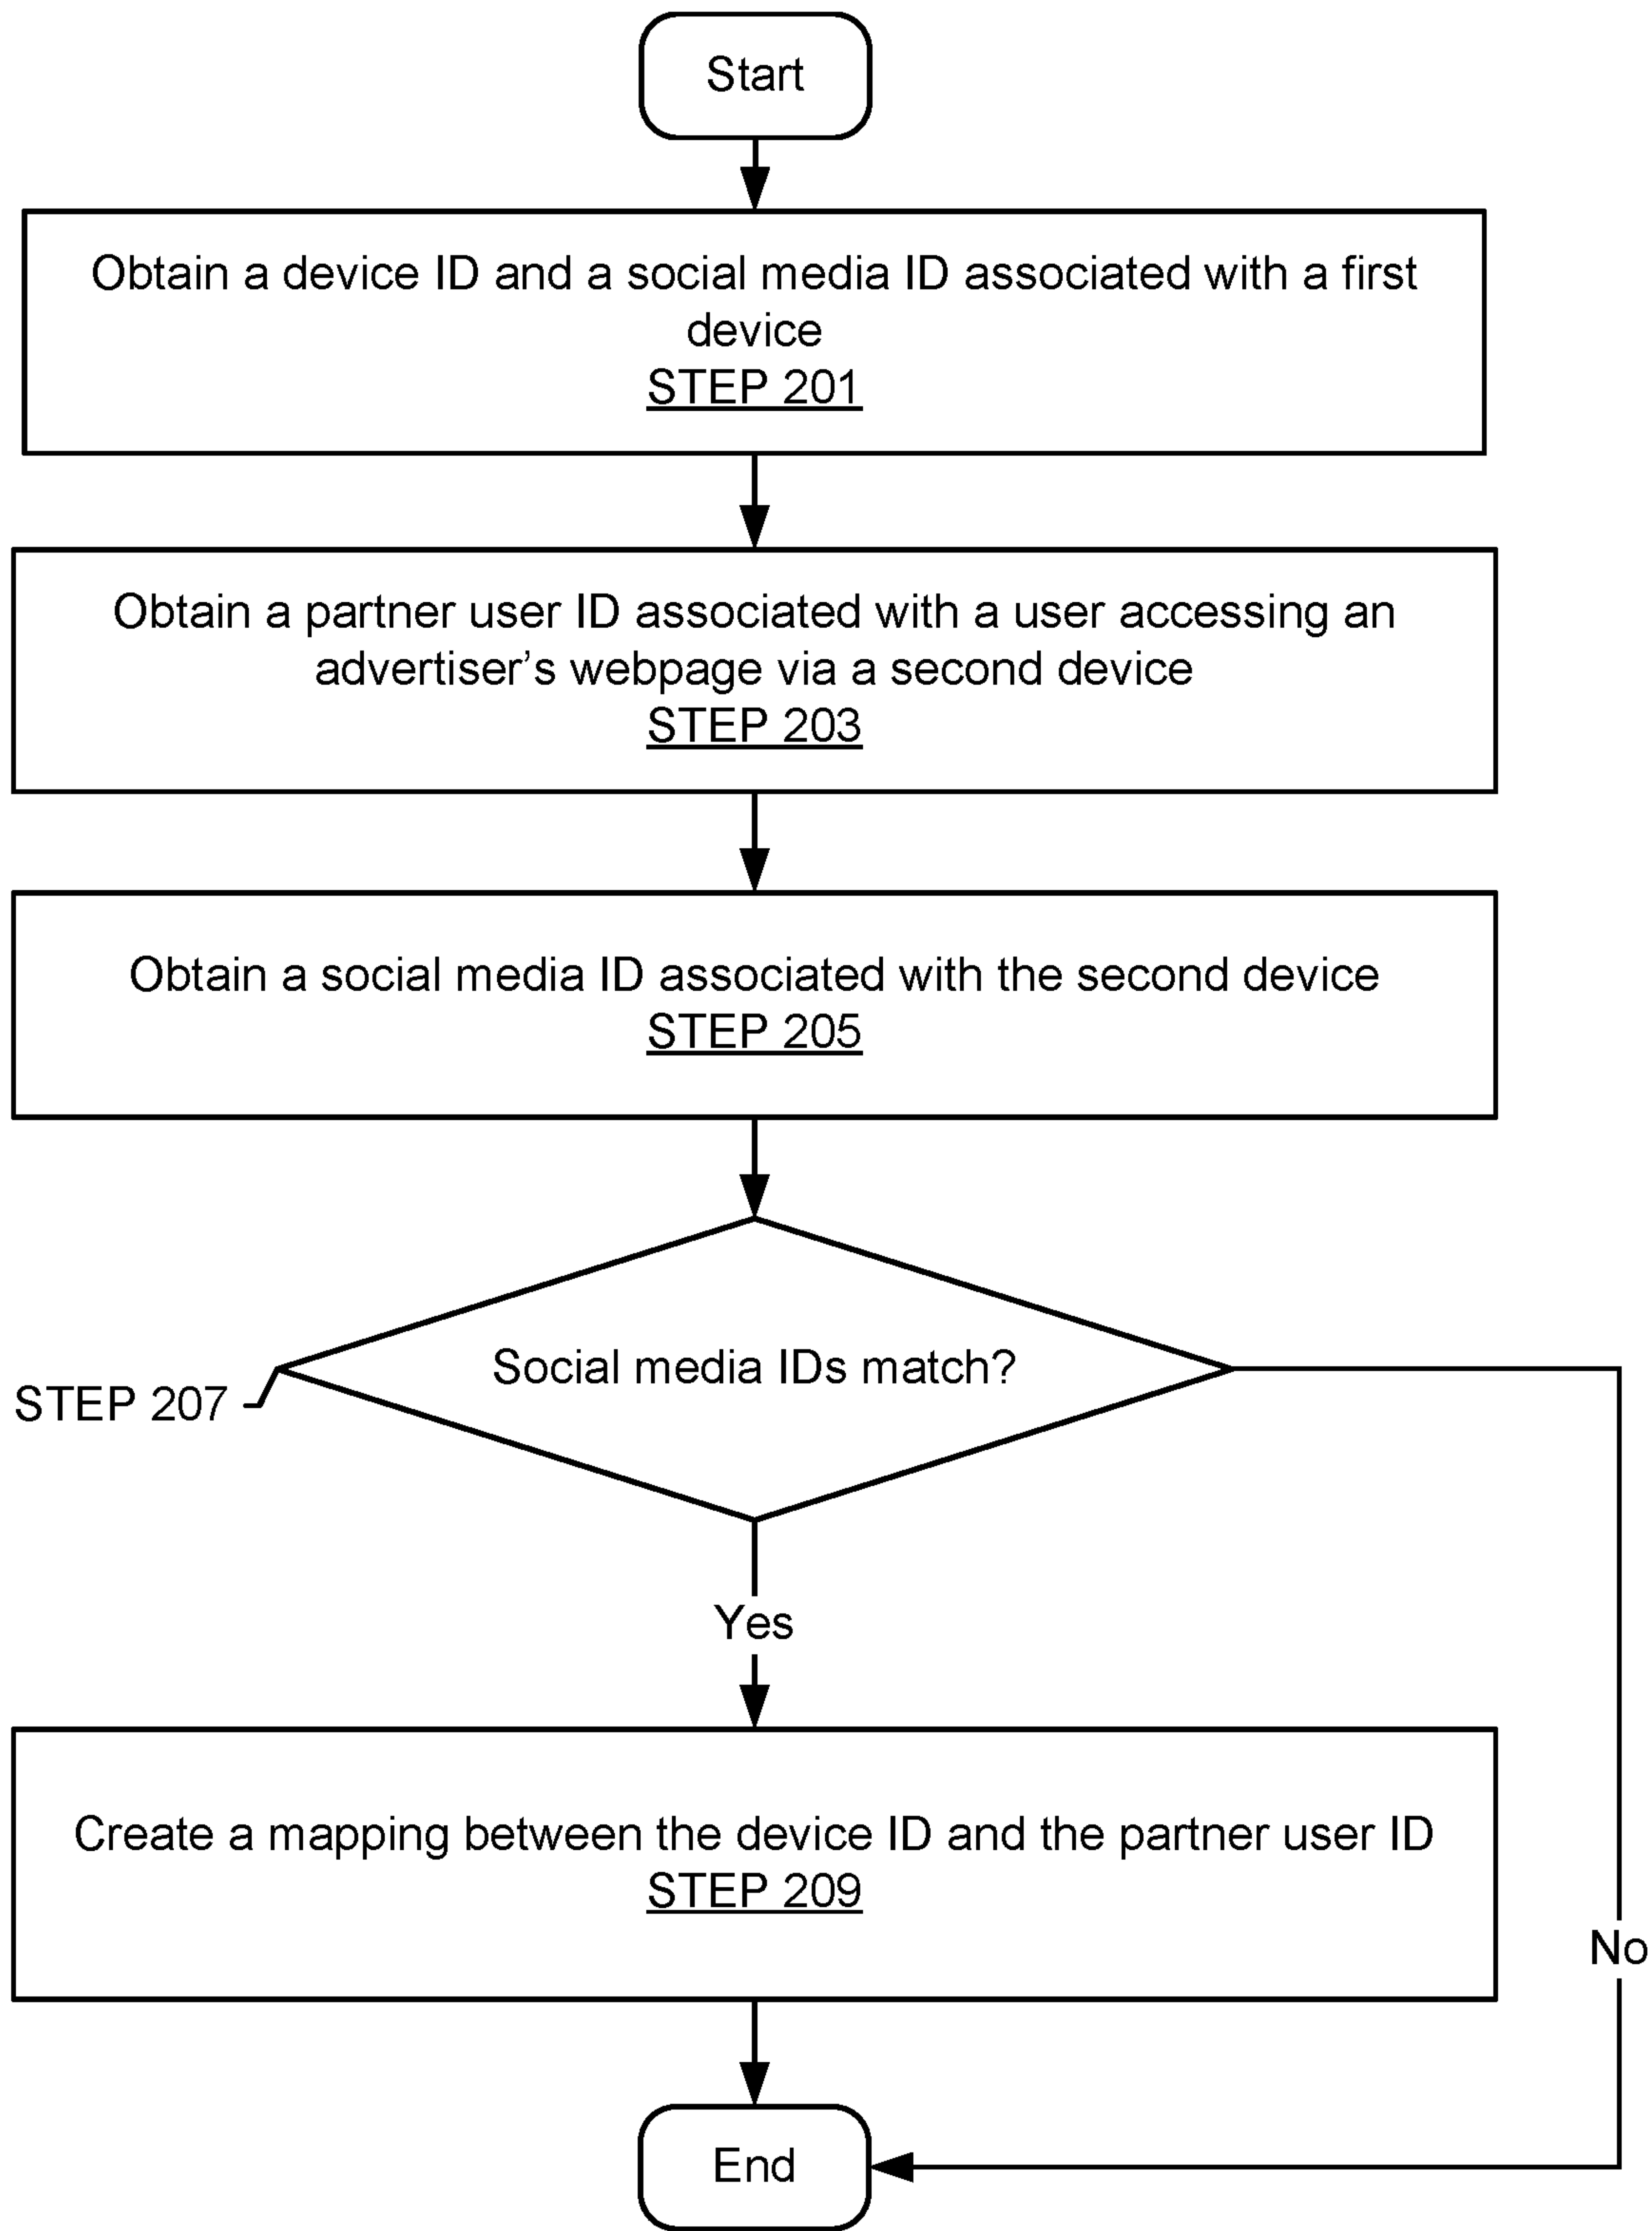 Start
Obtain a device ID and a social media ID associated with a first
device
STEP 201
Obtain a partner user ID associated with a user accessing an
advertiser's webpage via a second device
STEP 203
Obtain a social media ID associated with the second device
STEP 205
Social media IDs match?
STEP 207
Yes
Create a mapping between the device ID and the partner user ID
STEP 209
No
End